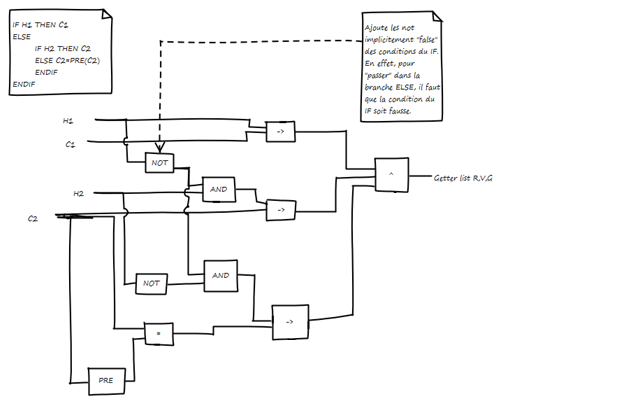 IF H1 THEN C1
ELSE
IF H2 THEN C2
ELSE C2=PRE(C2)
ENDIF
ENDIF
Ajoute les not
implicitement "false"
des conditions du IF.
En effet, pour
"passer" dans la
branche ELSE, il faut
que la condition du
IF soit fausse.
H1
C1
->
NOT
^
Getter list R,V,G
H2
AND
->
C2
NOT
AND
=
->
PRE